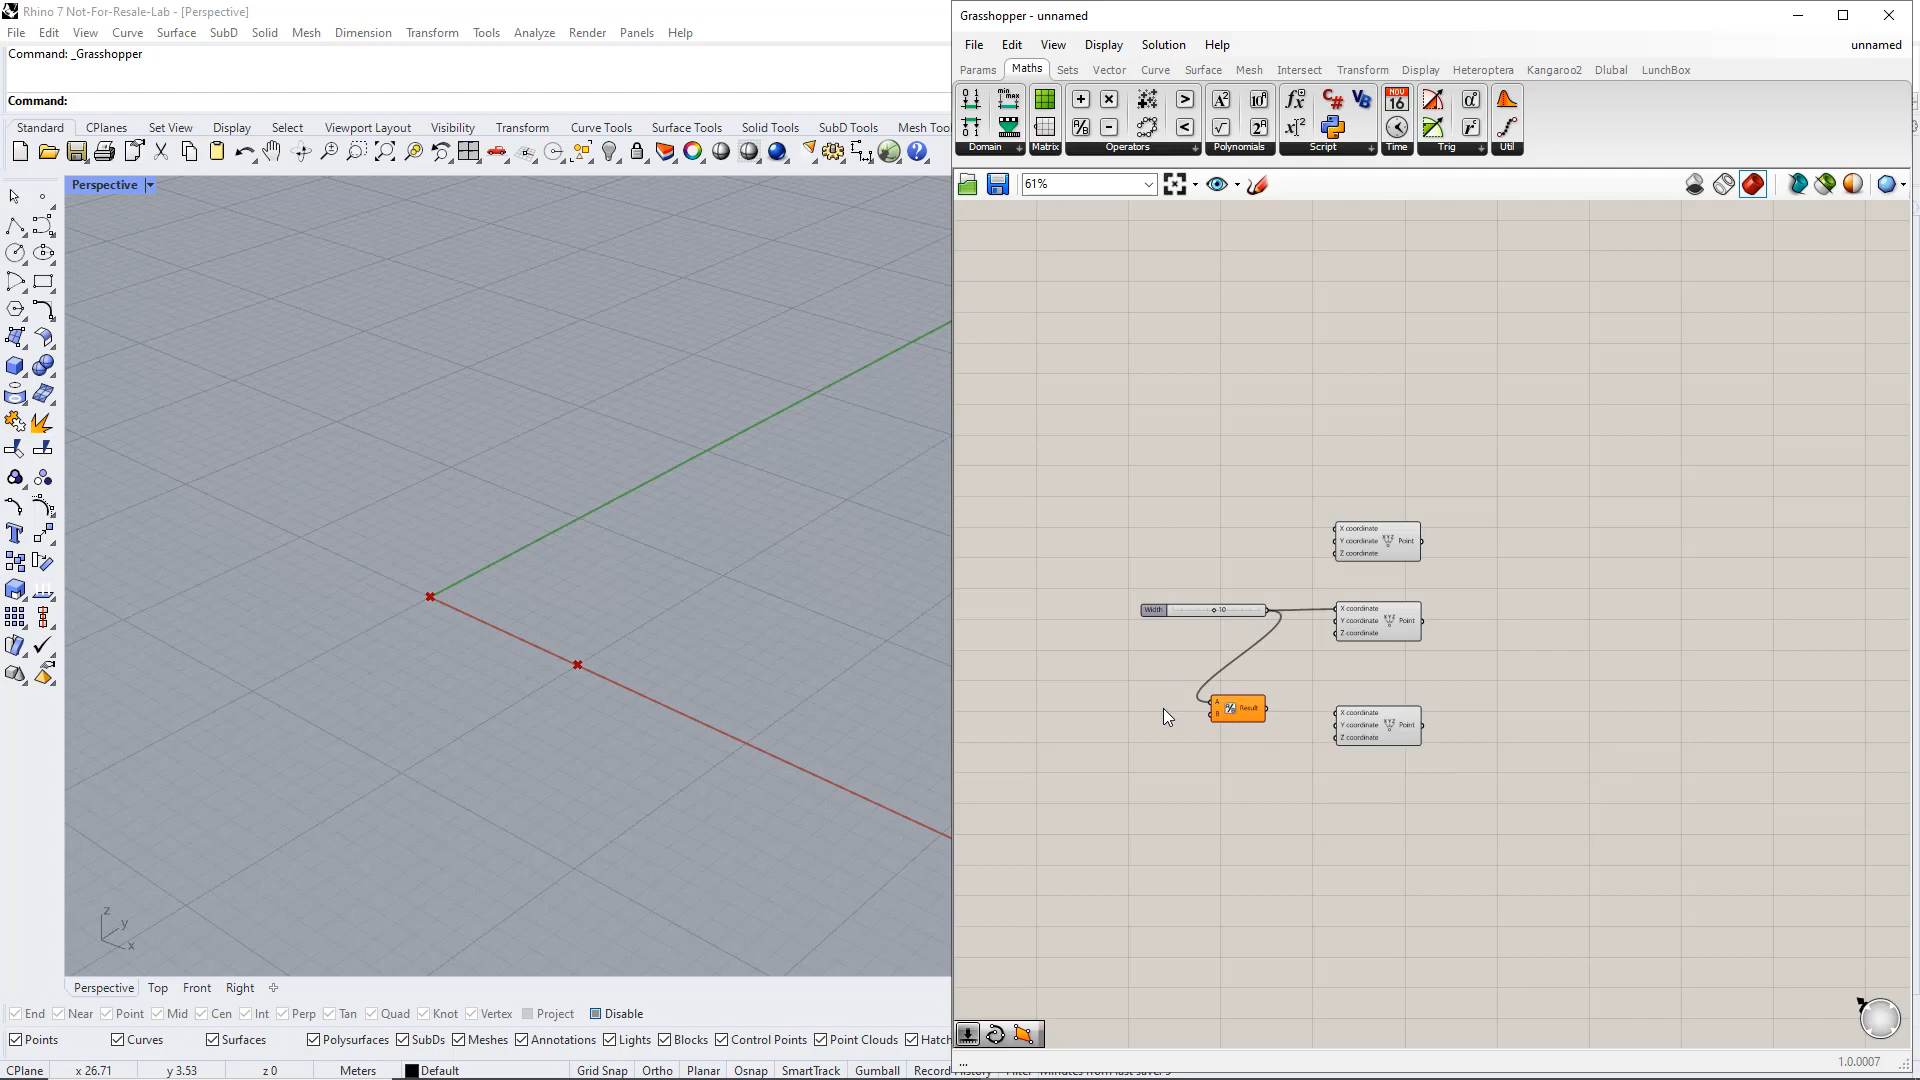 Rhino 7 Not-For-Resale-Lab - [Perspective]
File Edit View Curve Surface SubD Solid Mesh Dimension Transform Tools Analyze Render Panels Help
Command: _Grasshopper
Command:
Standard CPlanes Set View Display Select Viewport Layout Visibility Transform Curve Tools Surface Tools Solid Tools SubD Tools Mesh Too
Perspective
z
y
x
Perspective Top Front Right
End Near Point Mid Cen Int Perp Tan Quad Knot Vertex Project Disable
Points Curves Surfaces Polysurfaces SubDs Meshes Annotations Lights Blocks Control Points Point Clouds Hatch
CPlane x 26.71 y 3.53 z 0 Meters Default Grid Snap Ortho Planar Osnap SmartTrack Gumball Record History Filter Minutes from last save: 9
Grasshopper - unnamed
File Edit View Display Solution Help unnamed
Params Maths Sets Vector Curve Surface Mesh Intersect Transform Display Heteroptera Kangaroo2 Dlubal LunchBox
Domain Matrix Operators Polynomials Script Time Trig Util
61%
X coordinate
Y coordinate Point
Z coordinate
Width 10
X coordinate
Y coordinate Point
Z coordinate
A
B
Result
X coordinate
Y coordinate Point
Z coordinate
...
1.0.0007